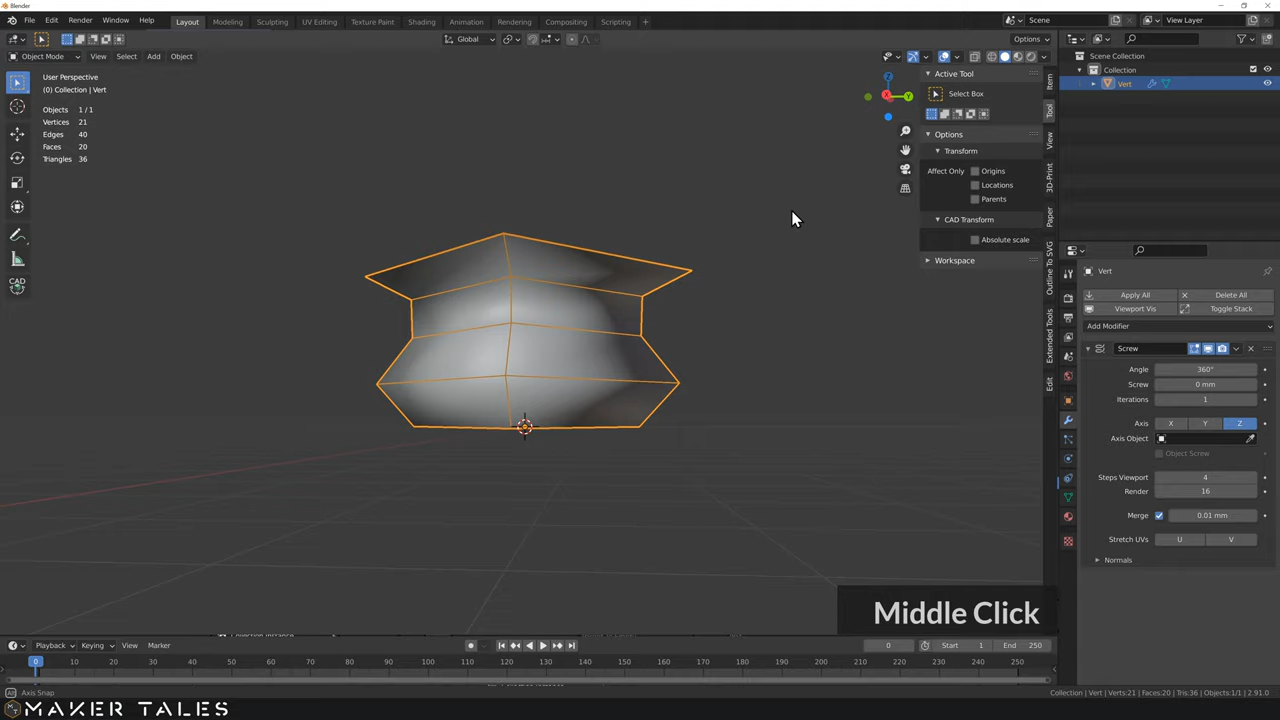 Blender
File Edit Render Window Help Layout Modeling Sculpting UV Editing Texture Paint Shading Animation Rendering Compositing Scripting + Scene View Layer
Global Options
Object Mode View Select Add Object
User Perspective
(0) Collection | Vert
Objects 1 / 1
Vertices 21
Edges 40
Faces 20
Triangles 36
CAD
Z
X
Y
Active Tool
Select Box
Options
Transform
Affect Only Origins
Locations
Parents
CAD Transform
Absolute scale
Workspace
Item
Tool
View
3D-Print
Paper
Outline To SVG
Extended Tools
Edit
Scene Collection
Collection
Vert
Vert
Apply All Delete All
Viewport Vis Toggle Stack
Add Modifier
Screw
Angle 360°
Screw 0 mm
Iterations 1
Axis X Y Z
Axis Object
Object Screw
Steps Viewport 4
Render 16
Merge 0.01 mm
Stretch UVs U V
Normals
Middle Click
Playback Keying View Marker 0 Start 1 End 250
0 10 20 30 40 50 60 70 80 90 100 110 120 130 140 150 160 170 180 190 200 210 220 230 240 250
Axis Snap
Collection | Vert | Verts:21 | Faces:20 | Tris:36 | Objects:1/1 | 2.91.0
MAKER TALES